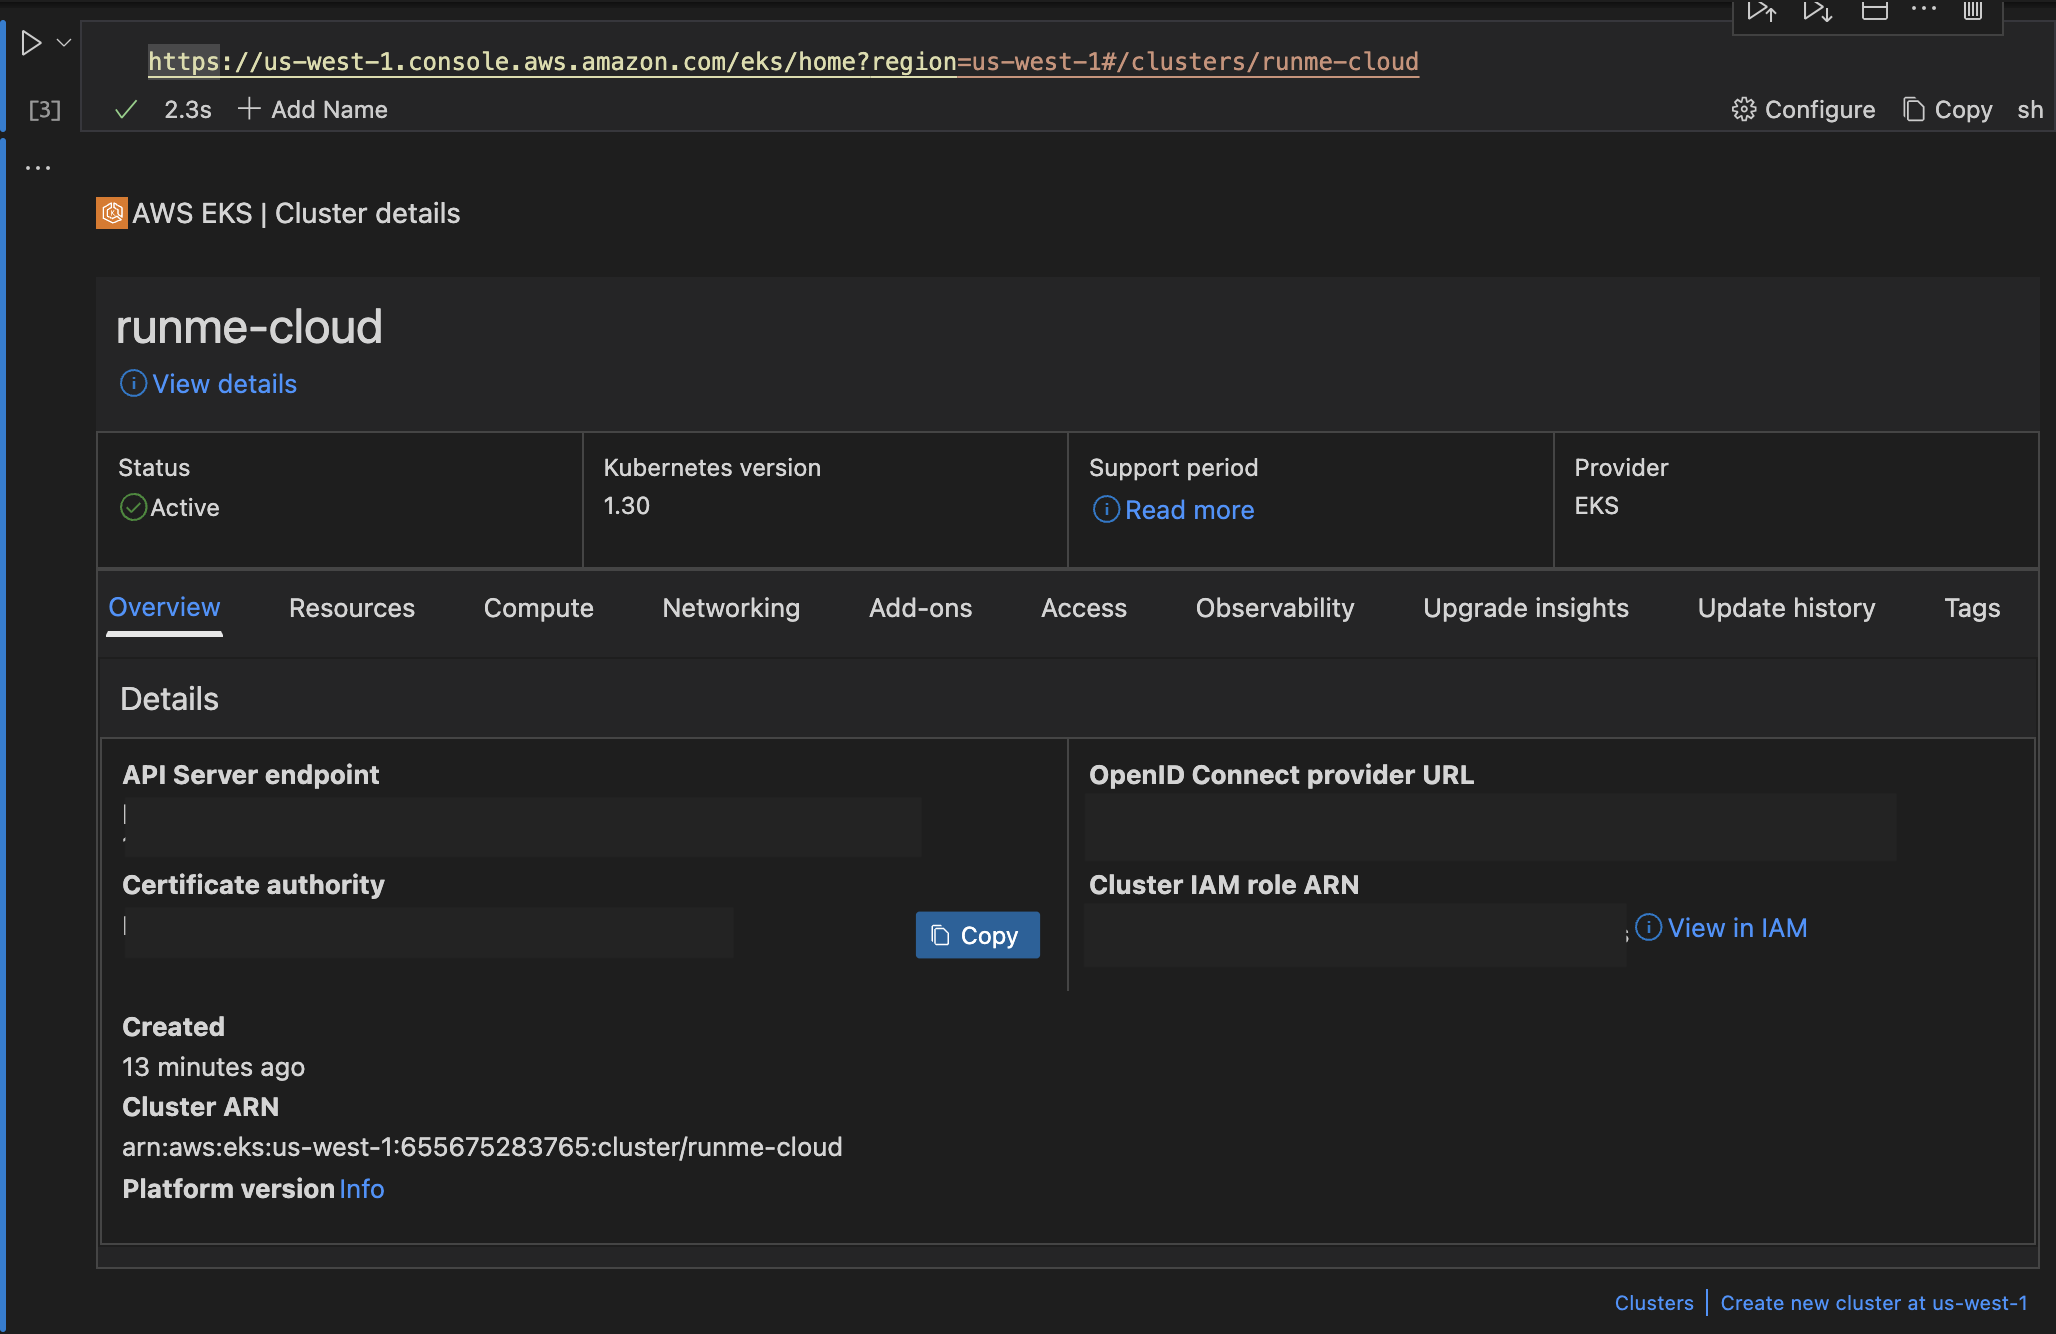 https://us-west-1.console.aws.amazon.com/eks/home?region=us-west-1#/clusters/runme-cloud
[3] 2.3s Add Name Configure Copy sh
AWS EKS | Cluster details
runme-cloud
View details
Status Kubernetes version Support period Provider
Active 1.30 Read more EKS
Overview Resources Compute Networking Add-ons Access Observability Upgrade insights Update history Tags
Details
API Server endpoint OpenID Connect provider URL
Certificate authority Cluster IAM role ARN
Copy View in IAM
Created
13 minutes ago
Cluster ARN
arn:aws:eks:us-west-1:655675283765:cluster/runme-cloud
Platform version Info
Clusters | Create new cluster at us-west-1